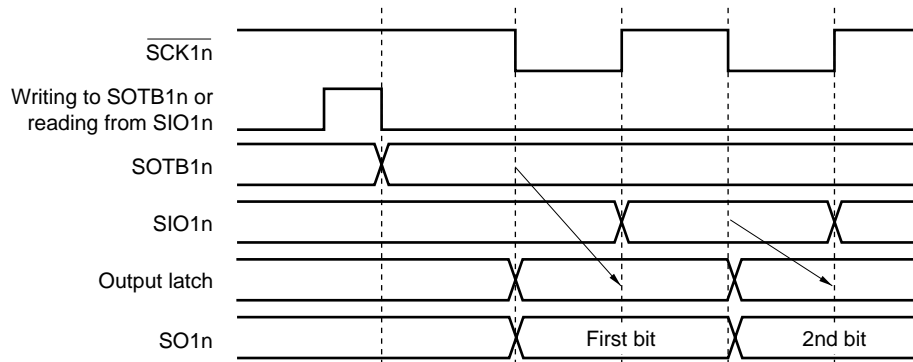 SCK1n
Writing to SOTB1n or
reading from SIO1n
SOTB1n
SIO1n
Output latch
SO1n
First bit
2nd bit